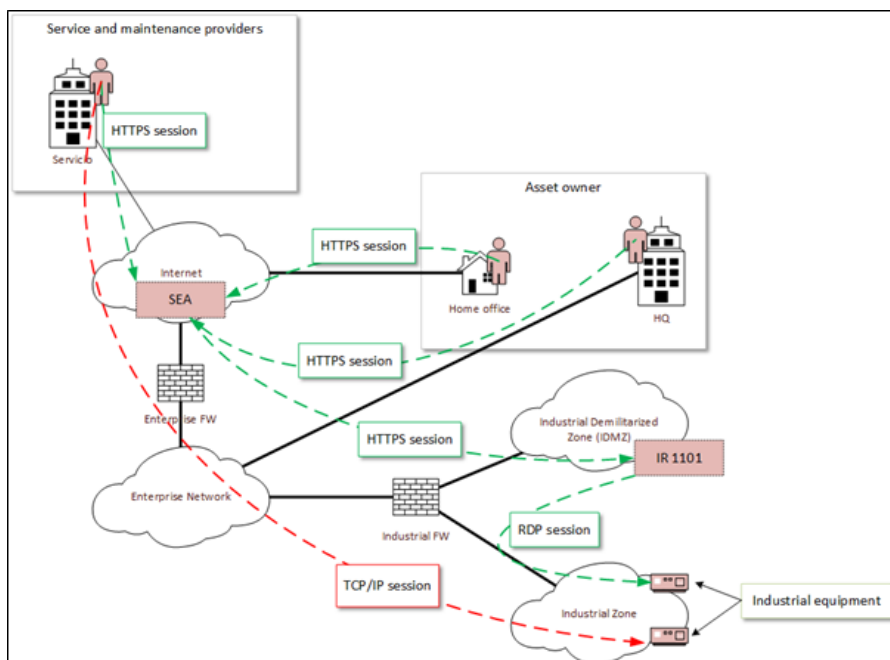 Service and maintenance providers
HTTPS session
Servicio
Asset owner
HTTPS session
Internet
SEA
Home office
HQ
HTTPS session
Enterprise FW
Industrial Demilitarized
Zone (IDMZ)
HTTPS session
IR 1101
Enterprise Network
Industrial FW
RDP session
TCP/IP session
Industrial Zone
Industrial equipment